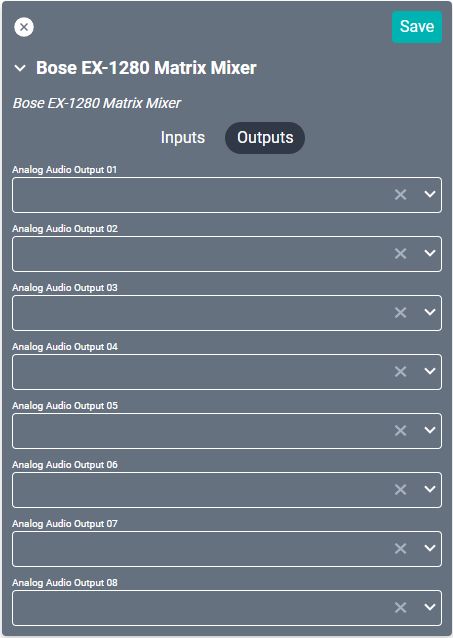 Save
Bose EX-1280 Matrix Mixer
Bose EX-1280 Matrix Mixer
Inputs Outputs
Analog Audio Output 01
Analog Audio Output 02
Analog Audio Output 03
Analog Audio Output 04
Analog Audio Output 05
Analog Audio Output 06
Analog Audio Output 07
Analog Audio Output 08